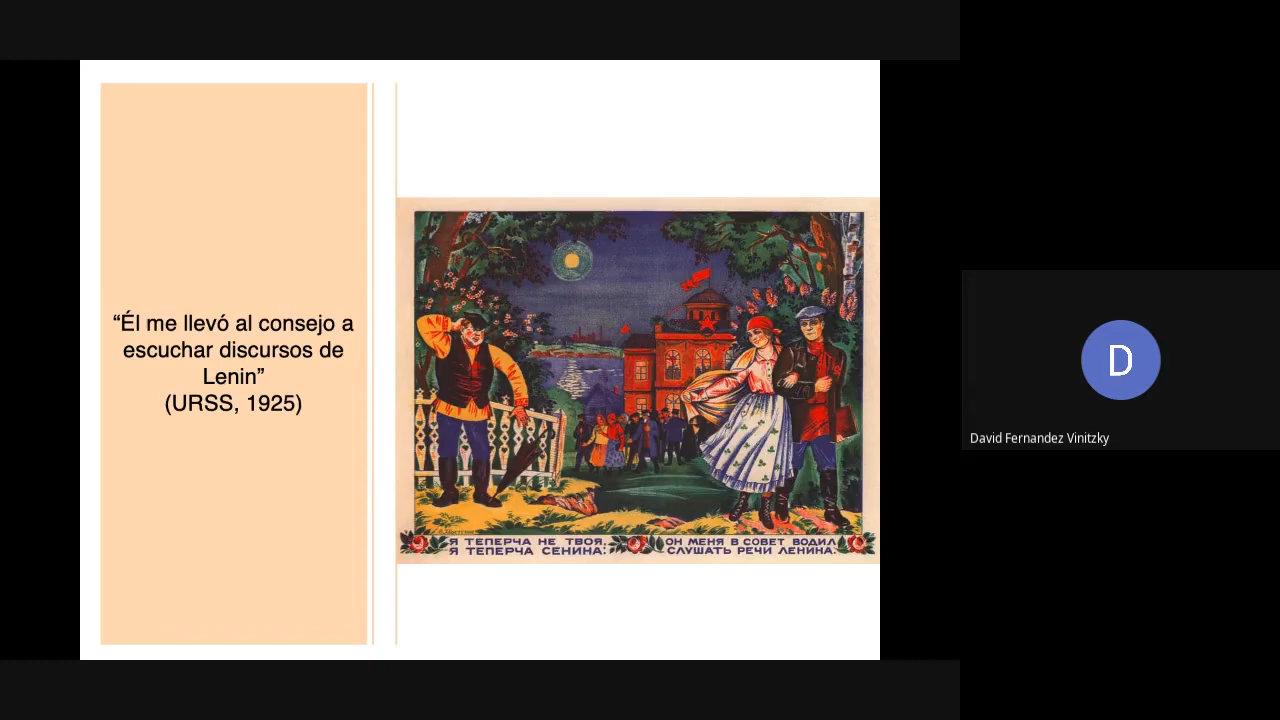 “Él me llevó al consejo a
escuchar discursos de
Lenin”
(URSS, 1925)
Я ТЕПЕРЧА НЕ ТВОЯ,
Я ТЕПЕРЧА СЕНИНА:
ОН МЕНЯ В СОВЕТ ВОДИЛ
СЛУШАТЬ РЕЧИ ЛЕНИНА.
D
David Fernandez Vinitzky